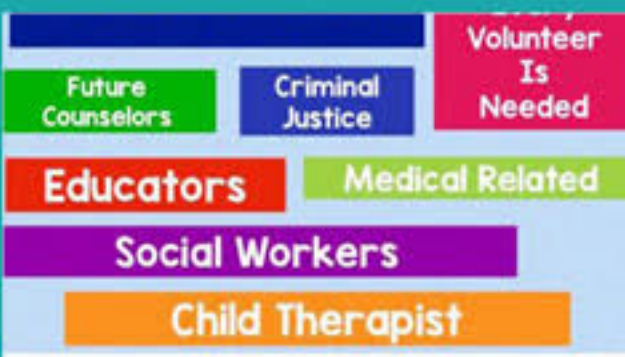 Volunteer
Is
Needed
Future
Counselors
Criminal
Justice
Educators
Medical Related
Social Workers
Child Therapist